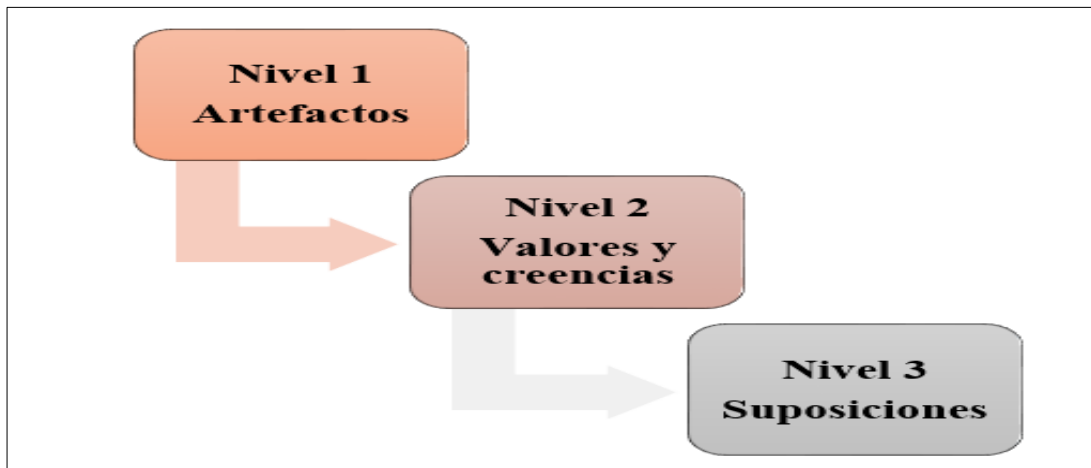 Nivel 1
Artefactos
Nivel 2
Valores y
creencias
Nivel 3
Suposiciones